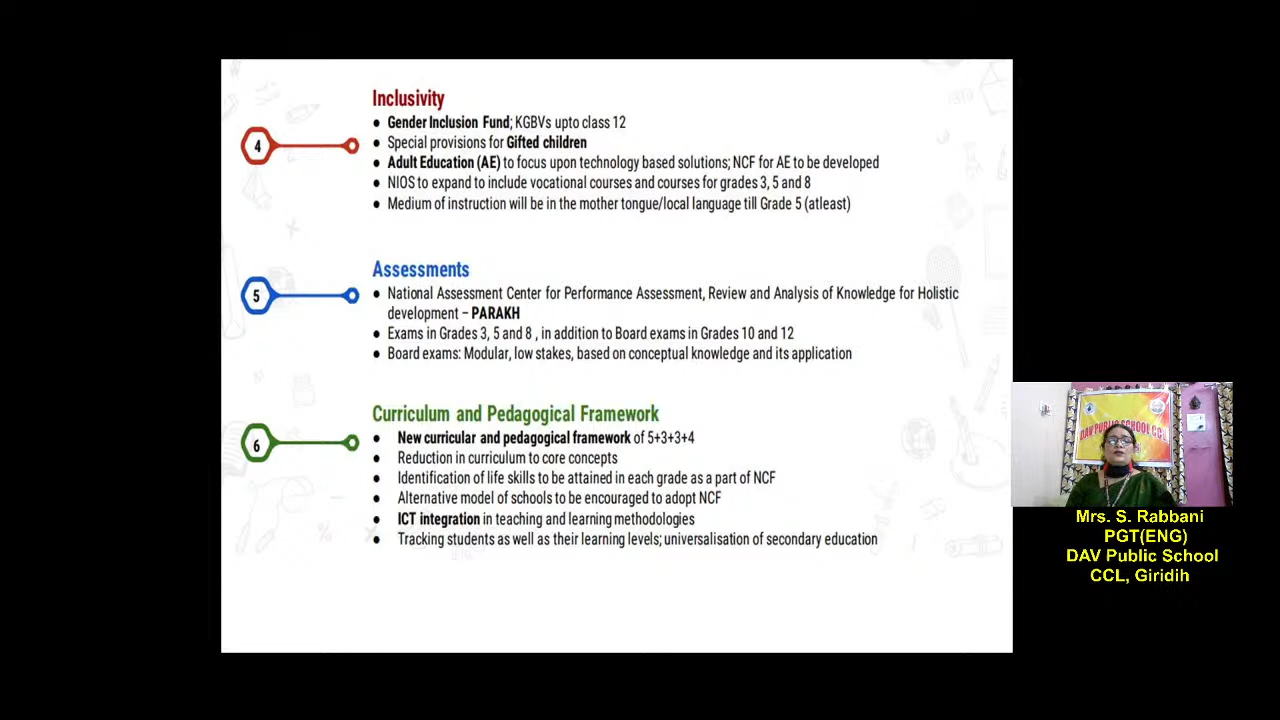 Inclusivity
4
● Gender Inclusion Fund; KGBVs upto class 12
● Special provisions for Gifted children
● Adult Education (AE) to focus upon technology based solutions; NCF for AE to be developed
● NIOS to expand to include vocational courses and courses for grades 3, 5 and 8
● Medium of instruction will be in the mother tongue/local language till Grade 5 (atleast)
Assessments
5
● National Assessment Center for Performance Assessment, Review and Analysis of Knowledge for Holistic
development – PARAKH
● Exams in Grades 3, 5 and 8 , in addition to Board exams in Grades 10 and 12
● Board exams: Modular, low stakes, based on conceptual knowledge and its application
Curriculum and Pedagogical Framework
6
● New curricular and pedagogical framework of 5+3+3+4
● Reduction in curriculum to core concepts
● Identification of life skills to be attained in each grade as a part of NCF
● Alternative model of schools to be encouraged to adopt NCF
● ICT integration in teaching and learning methodologies
● Tracking students as well as their learning levels; universalisation of secondary education
DAV PUBLIC SCHOOL CCL
Mrs. S. Rabbani
PGT(ENG)
DAV Public School
CCL, Giridih